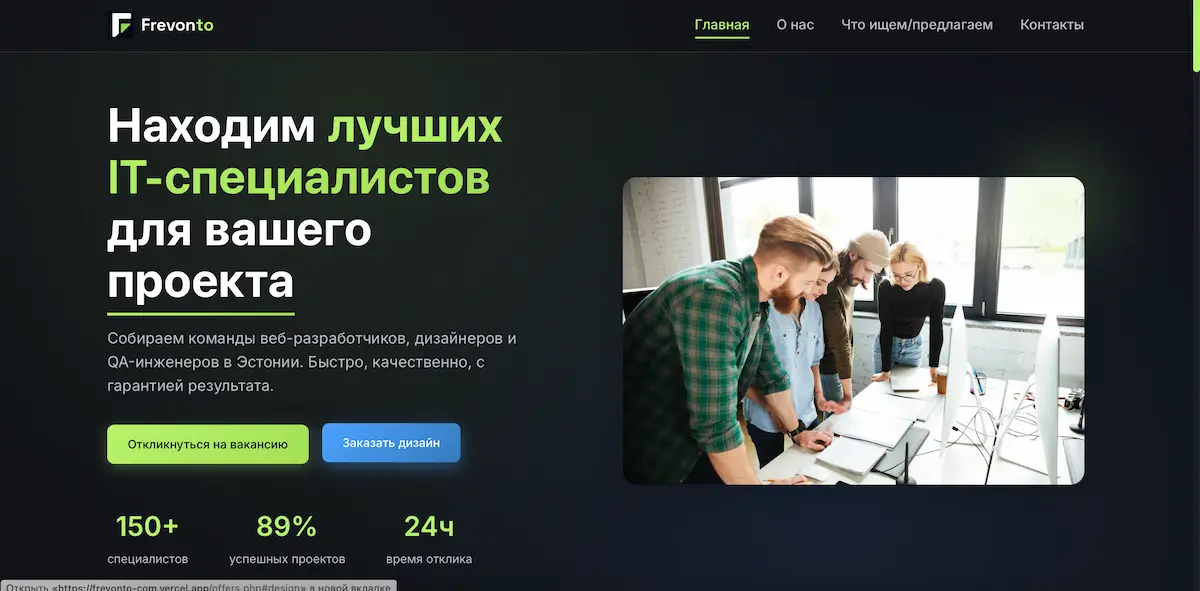 Frevonto
Главная
О нас
Что ищем/предлагаем
Контакты
Находим лучших
IT-специалистов
для вашего
проекта
Собираем команды веб-разработчиков, дизайнеров и
QA-инженеров в Эстонии. Быстро, качественно, с
гарантией результата.
Откликнуться на вакансию
Заказать дизайн
150+
специалистов
89%
успешных проектов
24ч
время отклика
Открыть «https://frevonto-com.vercel.app/offers.php#design» в новой вкладке